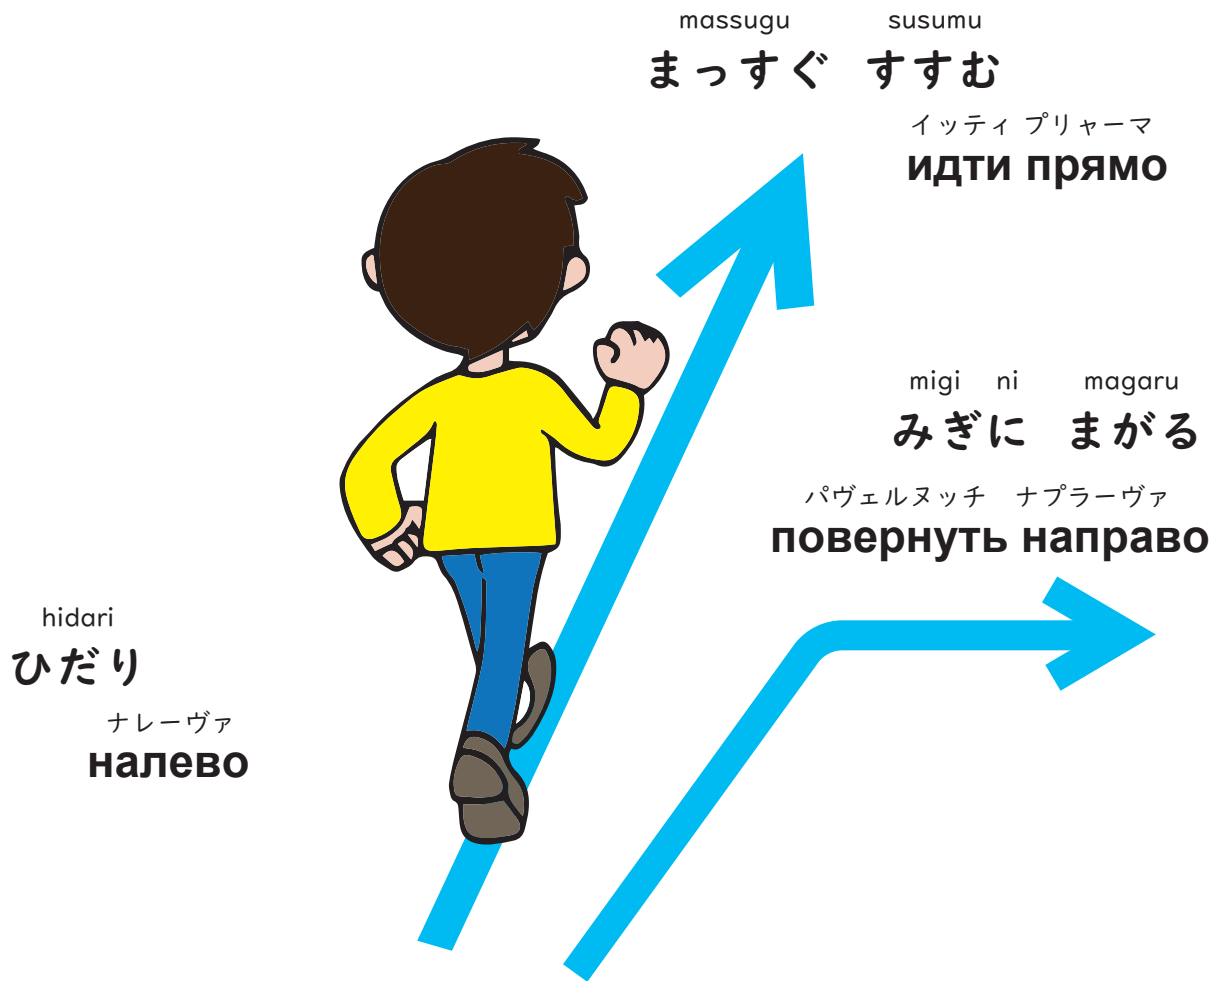 massugu susumu
まっすぐ すすむ
イッティ プリャーマ
идти прямо
migi ni magaru
みぎに まがる
パヴェルヌッチ ナプラーヴァ
повернуть направо
hidari
ひだり
ナレーヴァ
налево